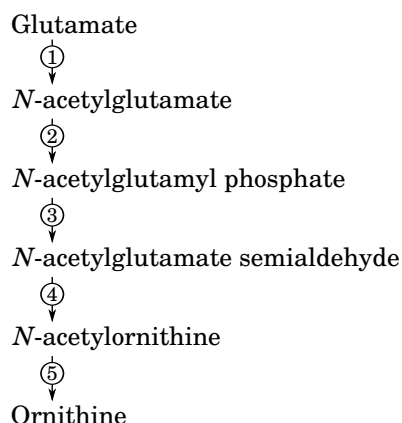 Glutamate
①
N-acetylglutamate
②
N-acetylglutamyl phosphate
③
N-acetylglutamate semialdehyde
④
N-acetylornithine
⑤
Ornithine